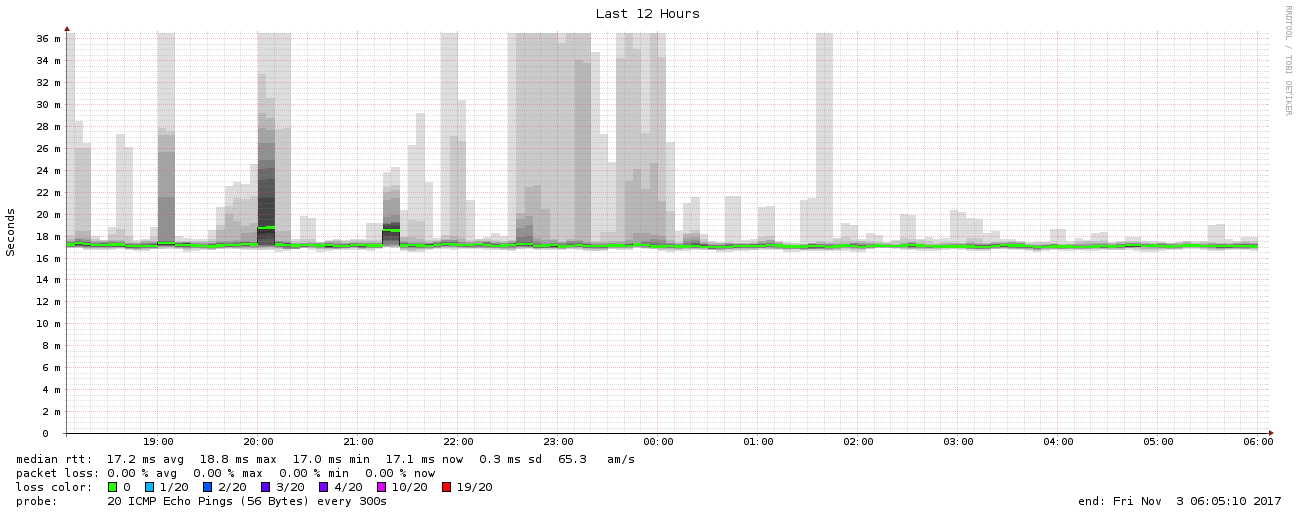 Last 12 Hours
RRDTOOL / TOBI OETIKER
Seconds
36 m
34 m
32 m
30 m
28 m
26 m
24 m
22 m
20 m
18 m
16 m
14 m
12 m
10 m
8 m
6 m
4 m
2 m
0
19:00 20:00 21:00 22:00 23:00 00:00 01:00 02:00 03:00 04:00 05:00 06:00
median rtt: 17.2 ms avg 18.8 ms max 17.0 ms min 17.1 ms now 0.3 ms sd 65.3 am/s
packet loss: 0.00 % avg 0.00 % max 0.00 % min 0.00 % now
loss color: 0 1/20 2/20 3/20 4/20 10/20 19/20
probe: 20 ICMP Echo Pings (56 Bytes) every 300s end: Fri Nov 3 06:05:10 2017